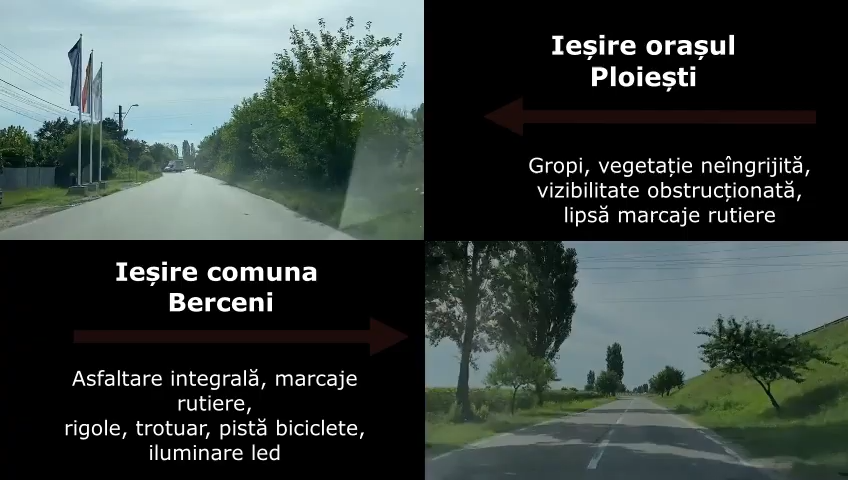 Ieșire orașul
Ploiești
Gropi, vegetație neîngrijită,
vizibilitate obstrucționată,
lipsă marcaje rutiere
Ieșire comuna
Berceni
Asfaltare integrală, marcaje
rutiere,
rigole, trotuar, pistă biciclete,
iluminare led